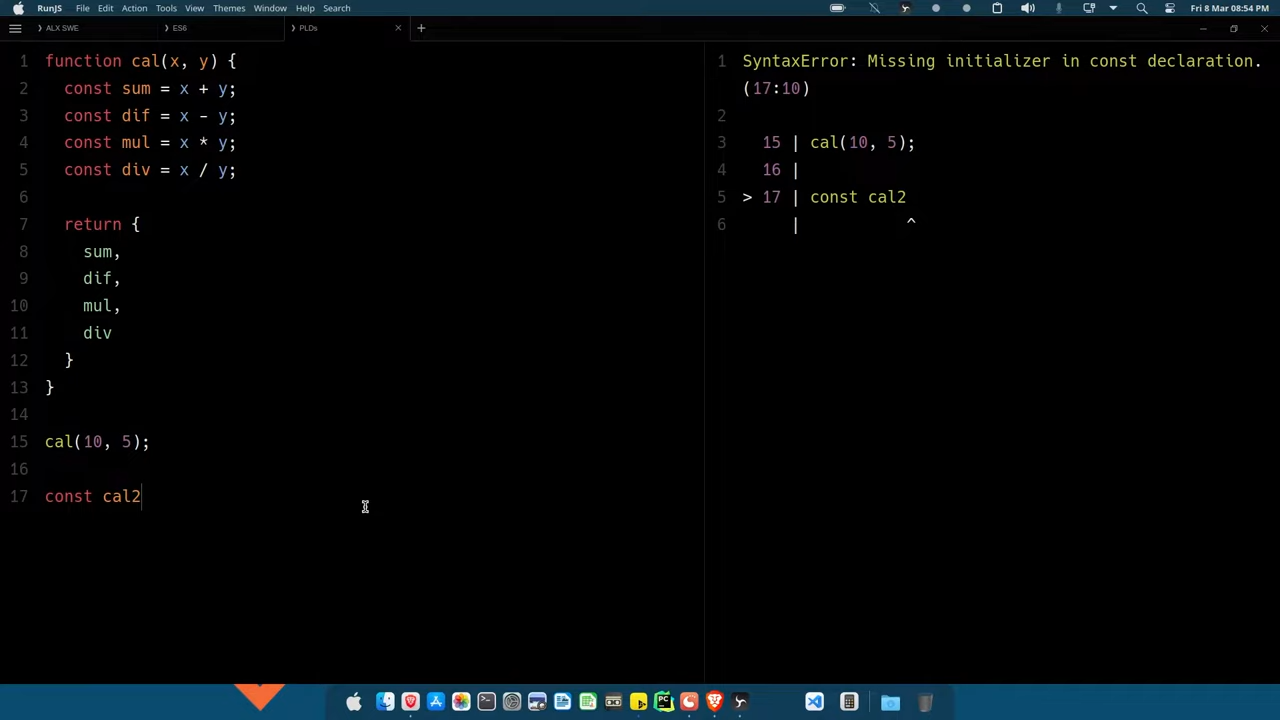 RunJS File Edit Action Tools View Themes Window Help Search Fri 8 Mar 08:54 PM
ALX SWE ES6 PLDs
1 function cal(x, y) {
2 const sum = x + y;
3 const dif = x - y;
4 const mul = x * y;
5 const div = x / y;
6
7 return {
8 sum,
9 dif,
10 mul,
11 div
12 }
13 }
14
15 cal(10, 5);
16
17 const cal2
1 SyntaxError: Missing initializer in const declaration.
(17:10)
2
3 15 | cal(10, 5);
4 16 |
5 > 17 | const cal2
6 | ^
PC